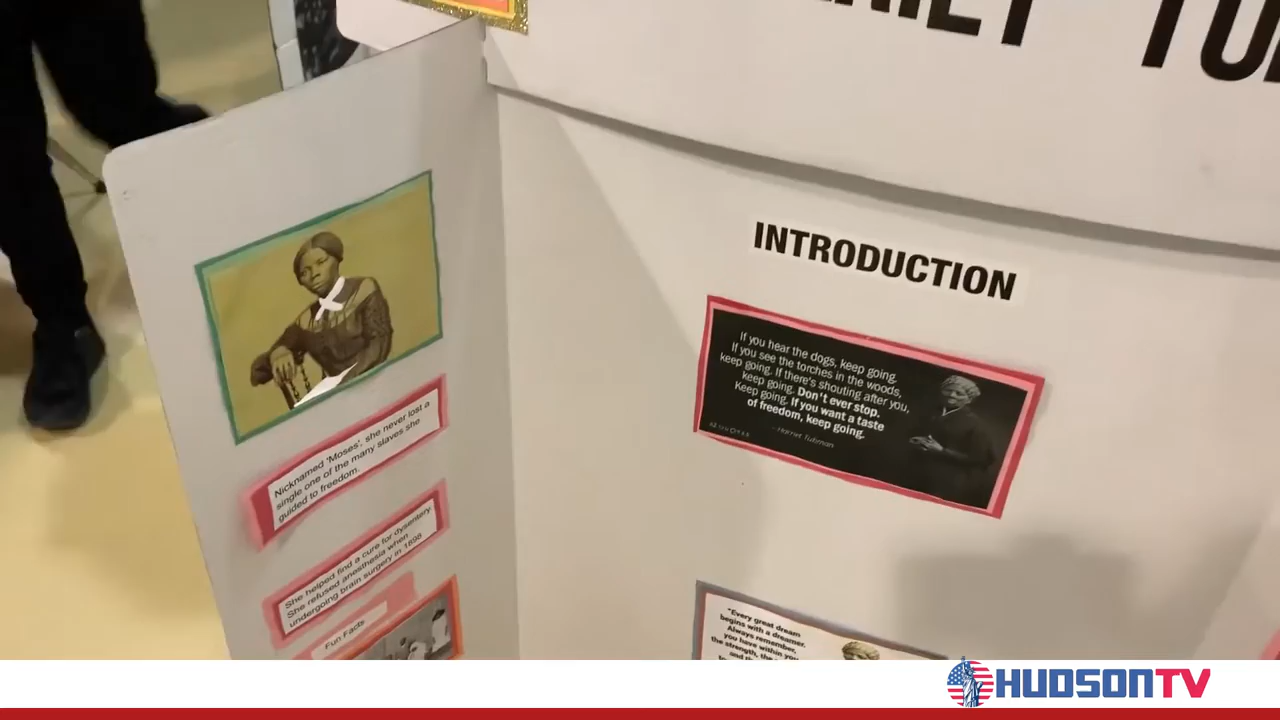 Nicknamed 'Moses', she never lost a
single one of the many slaves she
guided to freedom.
She helped find a cure for dysentery.
She refused anesthesia when
undergoing brain surgery in 1898
Fun Facts
INTRODUCTION
If you hear the dogs, keep going.
If you see the torches in the woods,
keep going. If there's shouting after you,
keep going. Don't ever stop.
Keep going. If you want a taste
of freedom, keep going.
- Harriet Tubman
"Every great dream
begins with a dreamer.
Always remember,
you have within you
the strength, the
HUDSONTV